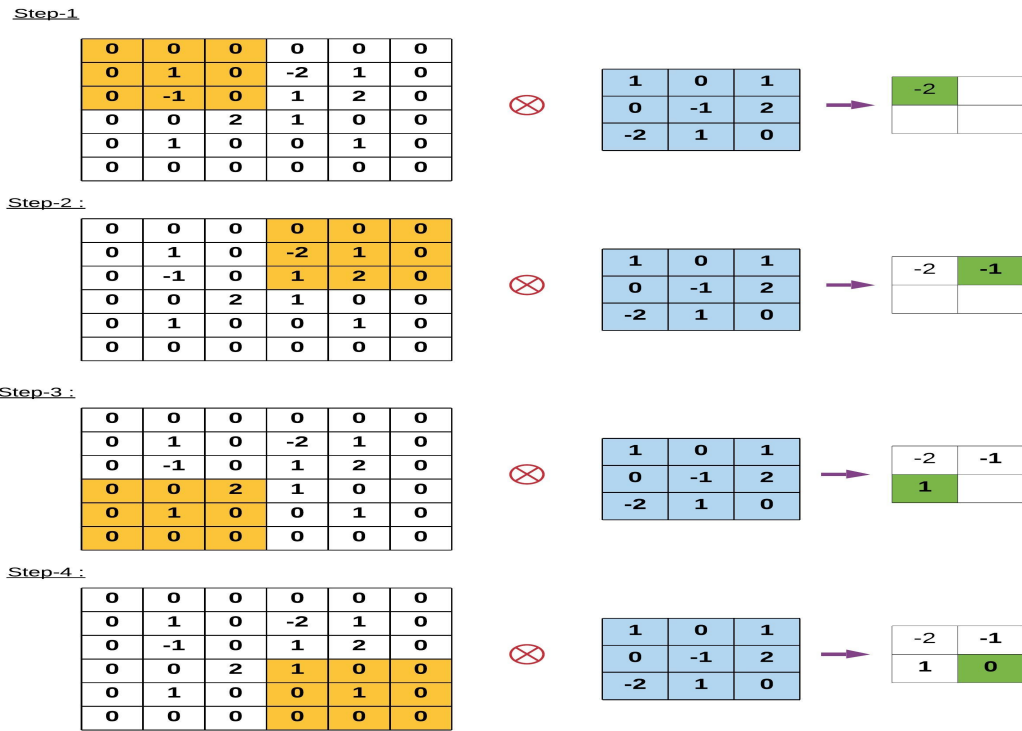 Step-1
0 0 0 0 0 0
0 1 0 -2 1 0 1 0 1 -2
0 -1 0 1 2 0 0 -1 2
0 0 2 1 0 0 -2 1 0
0 1 0 0 1 0
0 0 0 0 0 0
Step-2 :
0 0 0 0 0 0
0 1 0 -2 1 0 1 0 1 -2 -1
0 -1 0 1 2 0 0 -1 2
0 0 2 1 0 0 -2 1 0
0 1 0 0 1 0
0 0 0 0 0 0
Step-3 :
0 0 0 0 0 0
0 1 0 -2 1 0 1 0 1 -2 -1
0 -1 0 1 2 0 0 -1 2 1
0 0 2 1 0 0 -2 1 0
0 1 0 0 1 0
0 0 0 0 0 0
Step-4 :
0 0 0 0 0 0
0 1 0 -2 1 0 1 0 1 -2 -1
0 -1 0 1 2 0 0 -1 2 1 0
0 0 2 1 0 0 -2 1 0
0 1 0 0 1 0
0 0 0 0 0 0